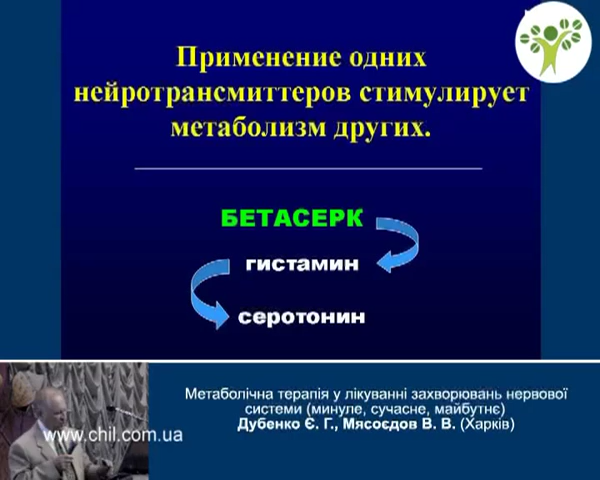 Применение одних
нейротрансмиттеров стимулирует
метаболизм других.
БЕТАСЕРК
гистамин
серотонин
Метаболічна терапія у лікуванні захворювань нервової
системи (минуле, сучасне, майбутнє)
Дубенко Є. Г., Мясоєдов В. В. (Харків)
www.chil.com.ua